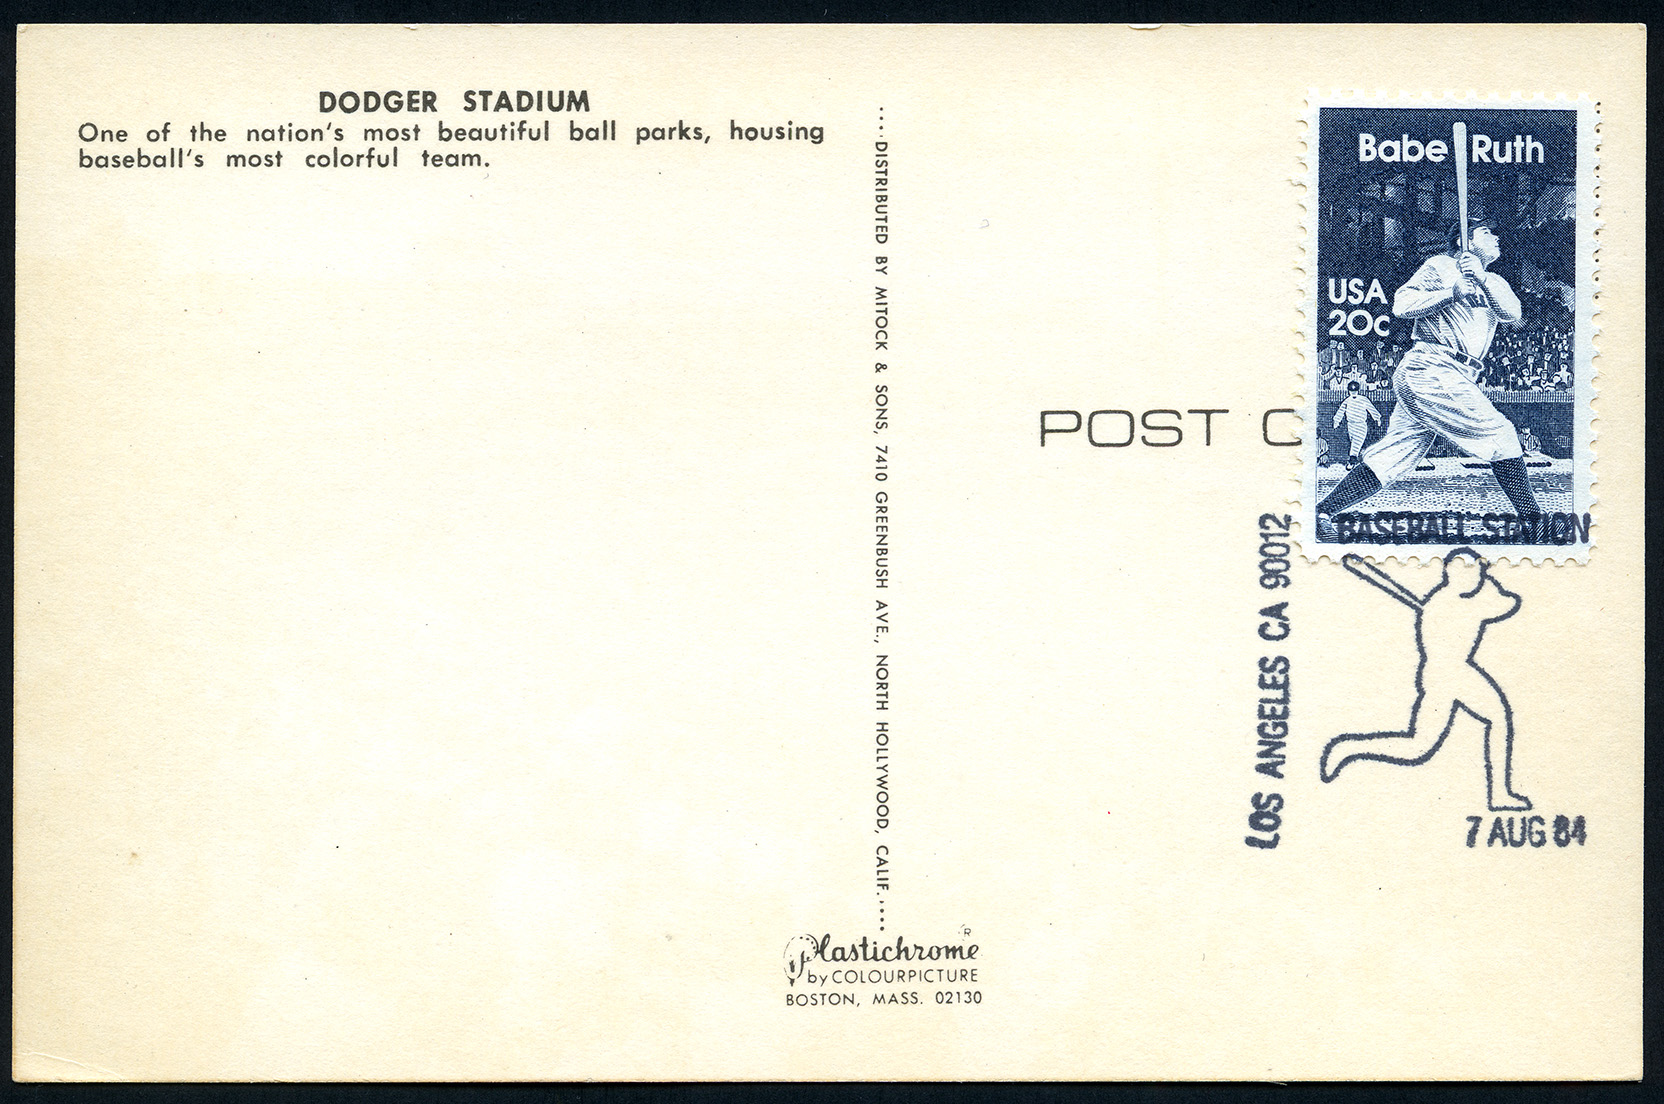 DODGER STADIUM
One of the nation's most beautiful ball parks, housing
baseball's most colorful team.
DISTRIBUTED BY MITOCK & SONS, 7410 GREENBUSH AVE., NORTH HOLLYWOOD, CALIF.
Plastichrome®
by COLOURPICTURE
BOSTON, MASS. 02130
POST C
Babe Ruth
USA
20c
BASEBALL STATION
LOS ANGELES CA 90012
7 AUG 84